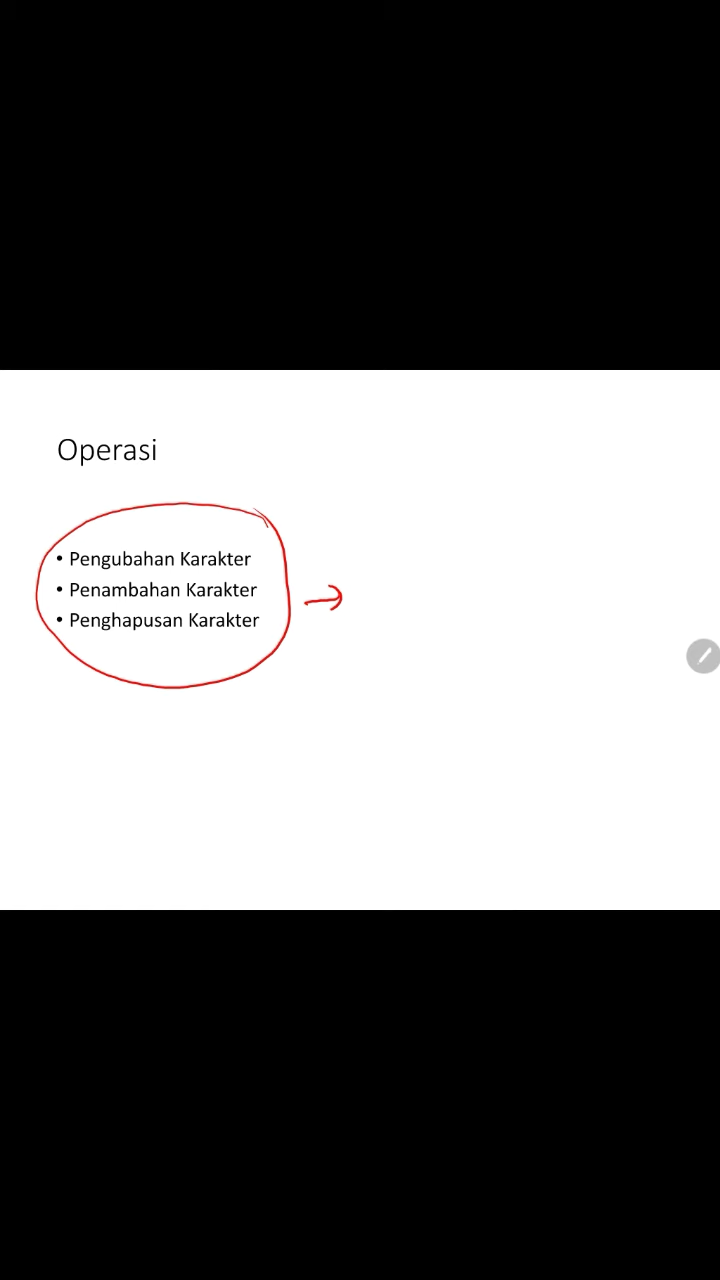 Operasi
• Pengubahan Karakter
• Penambahan Karakter
• Penghapusan Karakter